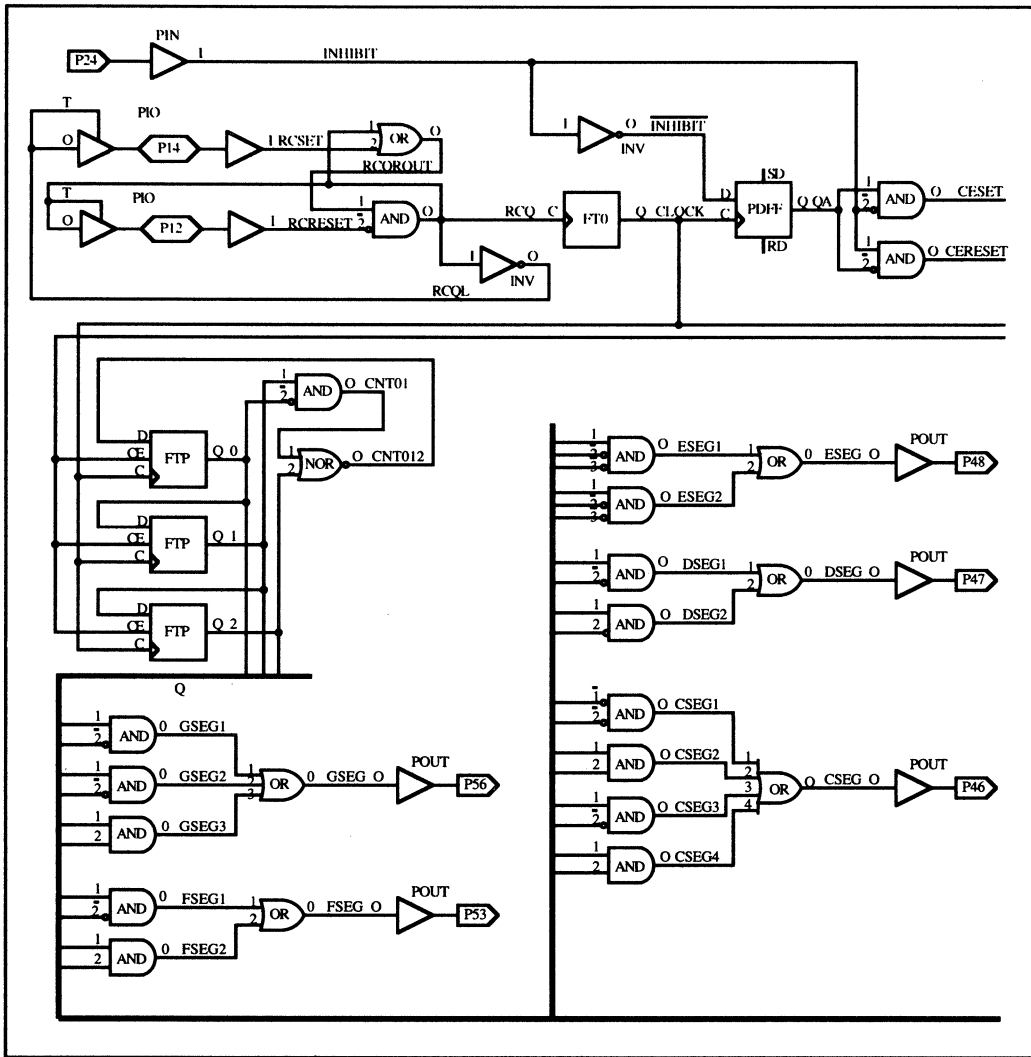 PIN
P24
I
INHIBIT
T
PIO
O
P14
I RCSET
1
2
OR
O
RCOROUT
I
O
INHIBIT
INV
T
PIO
O
P12
I
RCRESET
1
2
AND
O
RCQ
C
FT0
Q
CLOCK
SD
D
C
PDFF
RD
Q QA
1
2
AND
O CESET
1
2
AND
O CERESET
I
O
INV
RCQL
1
2
AND
O CNT01
1
2
NOR
O CNT012
D
CE
C
FTP
Q 0
D
CE
C
FTP
Q 1
D
CE
C
FTP
Q 2
Q
1
2
AND
0 GSEG1
1
2
AND
0 GSEG2
1
2
AND
0 GSEG3
1
2
3
OR
0 GSEG O
POUT
P56
1
2
AND
0 FSEG1
1
2
AND
0 FSEG2
1
2
OR
0 FSEG O
POUT
P53
1
2
3
AND
O ESEG1
1
2
3
AND
O ESEG2
1
2
OR
0 ESEG O
POUT
P48
1
2
AND
O DSEG1
1
2
AND
O DSEG2
1
2
OR
0 DSEG O
POUT
P47
1
2
AND
O CSEG1
1
2
AND
O CSEG2
1
2
AND
O CSEG3
1
2
AND
O CSEG4
1
2
3
4
OR
O CSEG O
POUT
P46